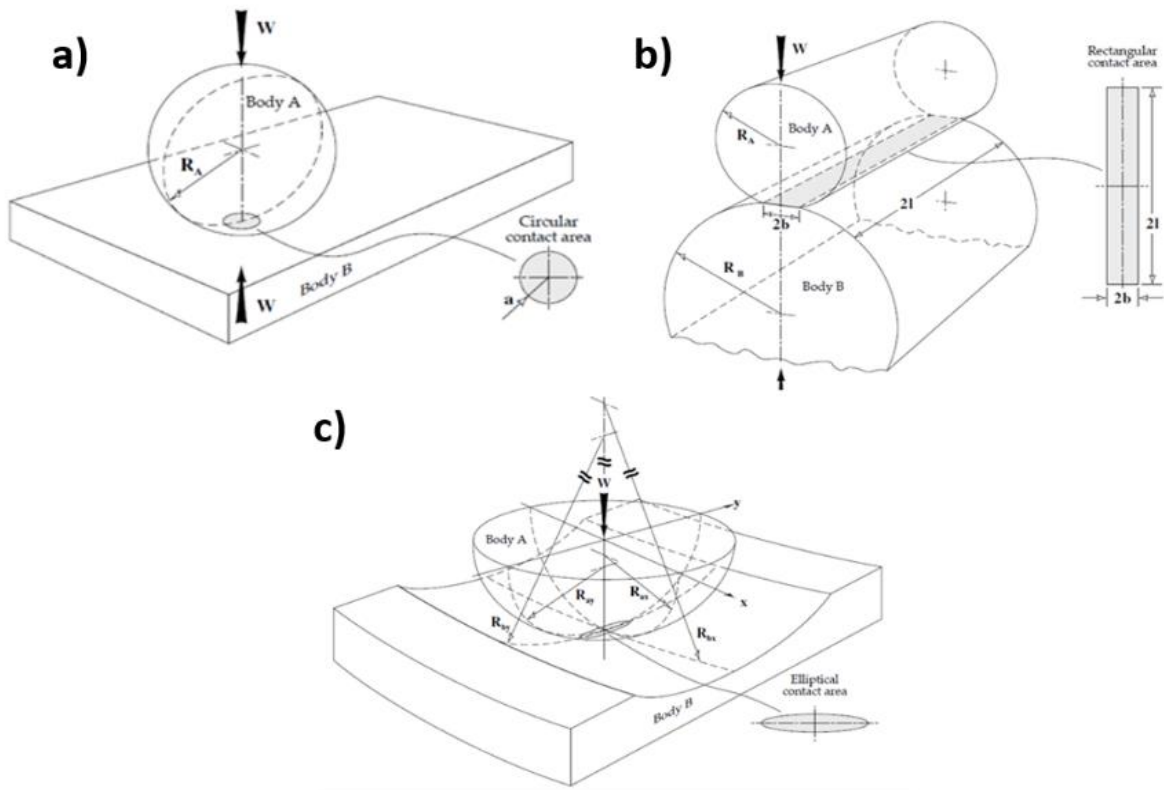 a)
W
Body A
R_A
Circular
contact area
a
W
Body B
b)
W
Rectangular
contact area
R_A
Body A
2l
2b
R_B
Body B
2l
2b
c)
W
y
Body A
R_ay
R_ax
x
R_by
R_bx
Elliptical
contact area
Body B